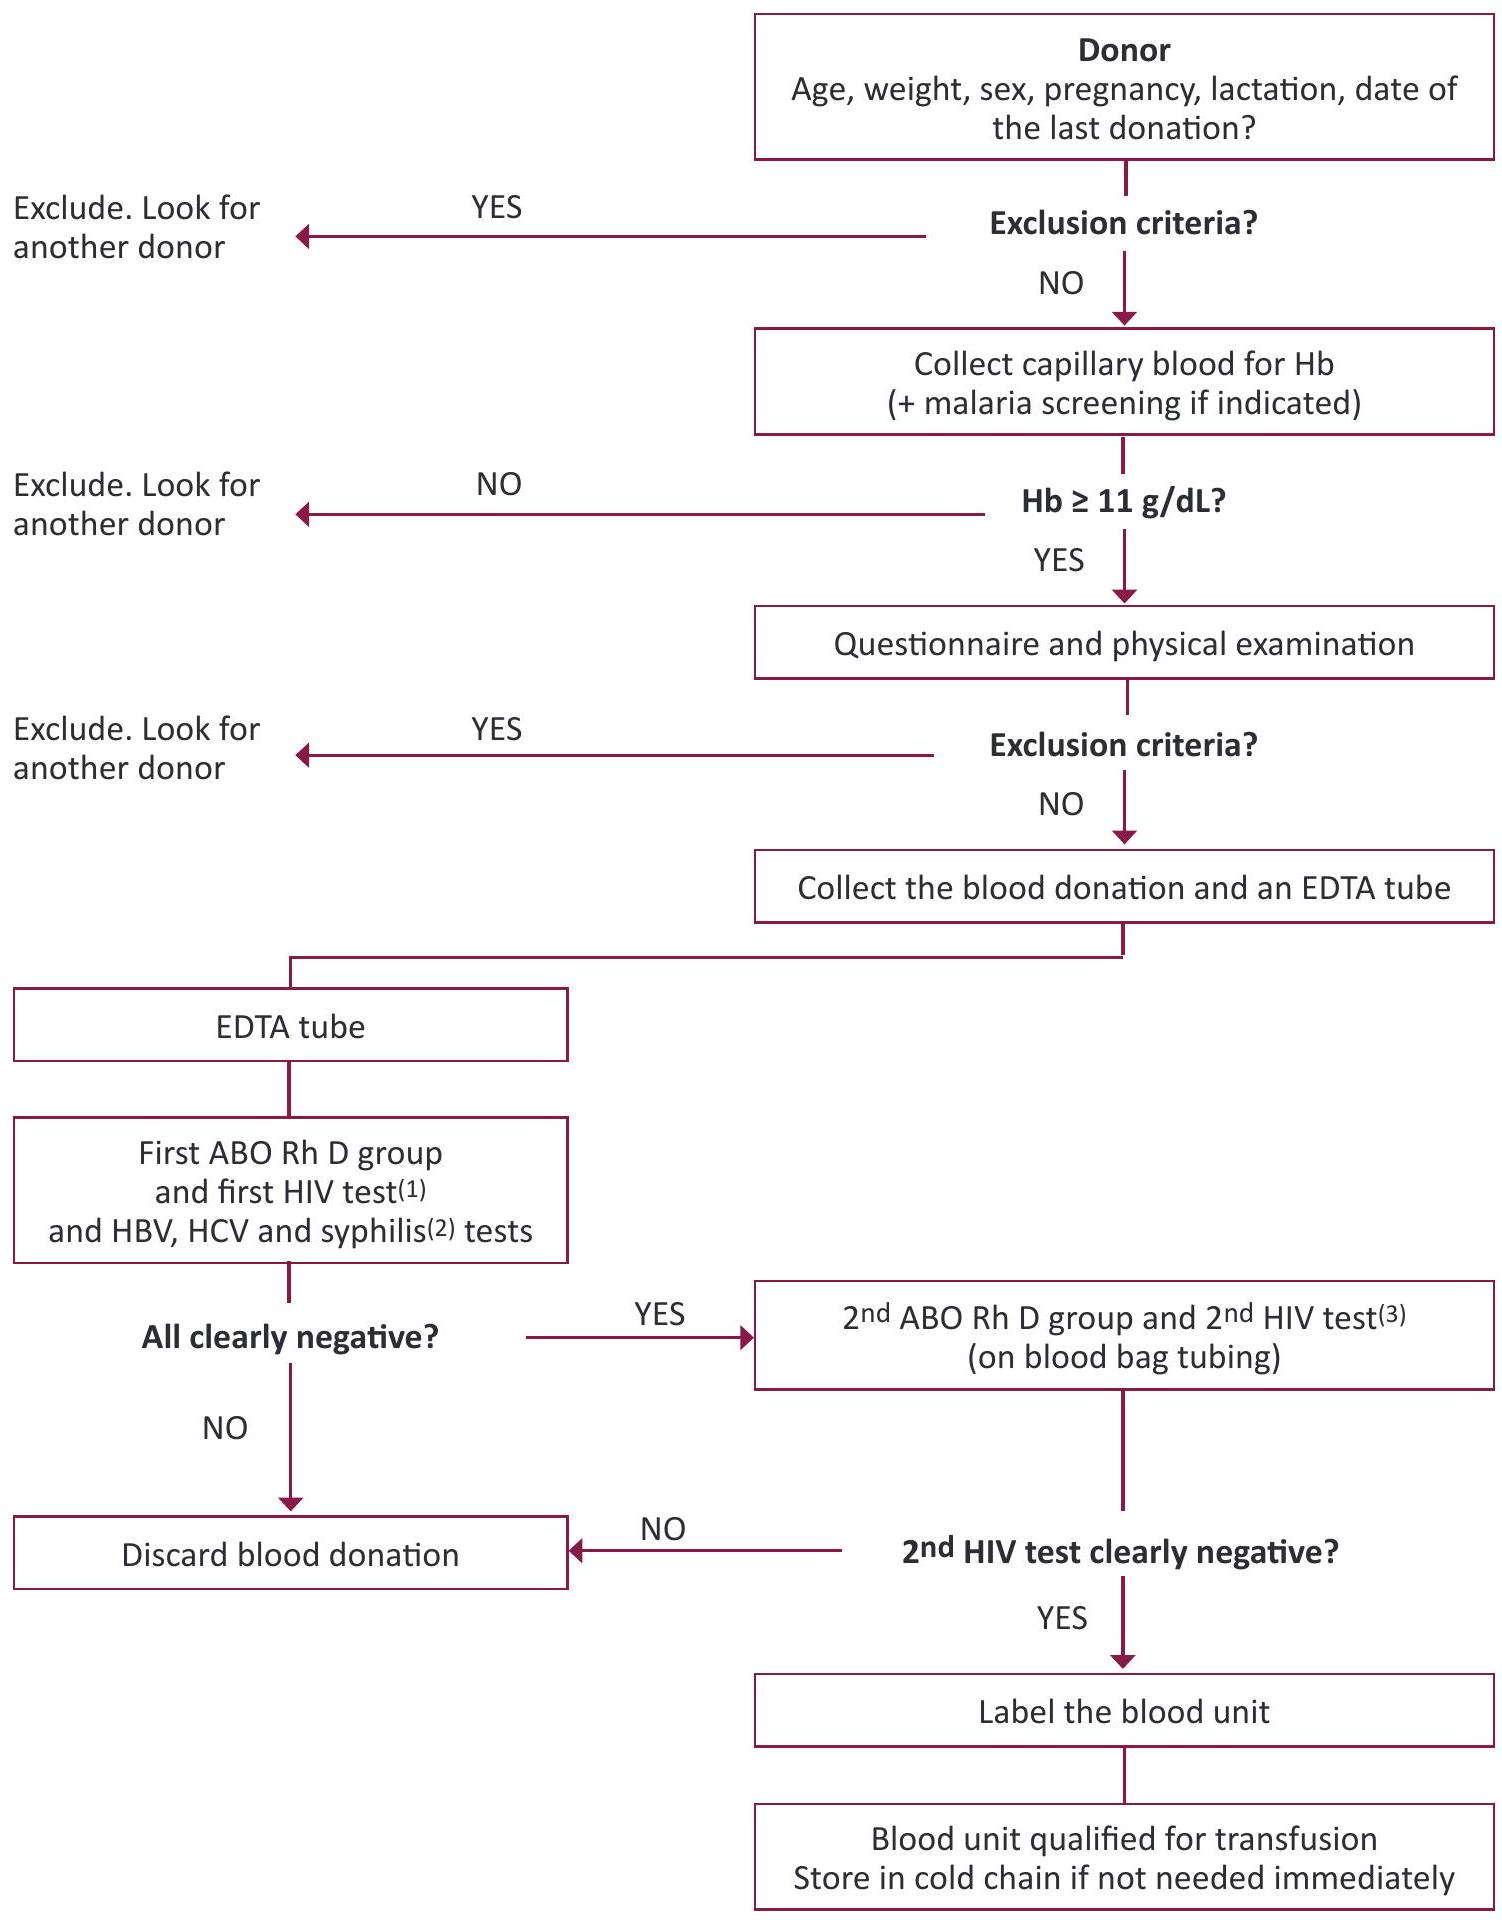 Donor
Age, weight, sex, pregnancy, lactation, date of
the last donation?
Exclusion criteria?
YES
Exclude. Look for
another donor
NO
Collect capillary blood for Hb
(+ malaria screening if indicated)
Hb ≥ 11 g/dL?
NO
Exclude. Look for
another donor
YES
Questionnaire and physical examination
Exclusion criteria?
YES
Exclude. Look for
another donor
NO
Collect the blood donation and an EDTA tube
EDTA tube
First ABO Rh D group
and first HIV test(1)
and HBV, HCV and syphilis(2) tests
All clearly negative?
YES
2nd ABO Rh D group and 2nd HIV test(3)
(on blood bag tubing)
NO
Discard blood donation
NO
2nd HIV test clearly negative?
YES
Label the blood unit
Blood unit qualified for transfusion
Store in cold chain if not needed immediately